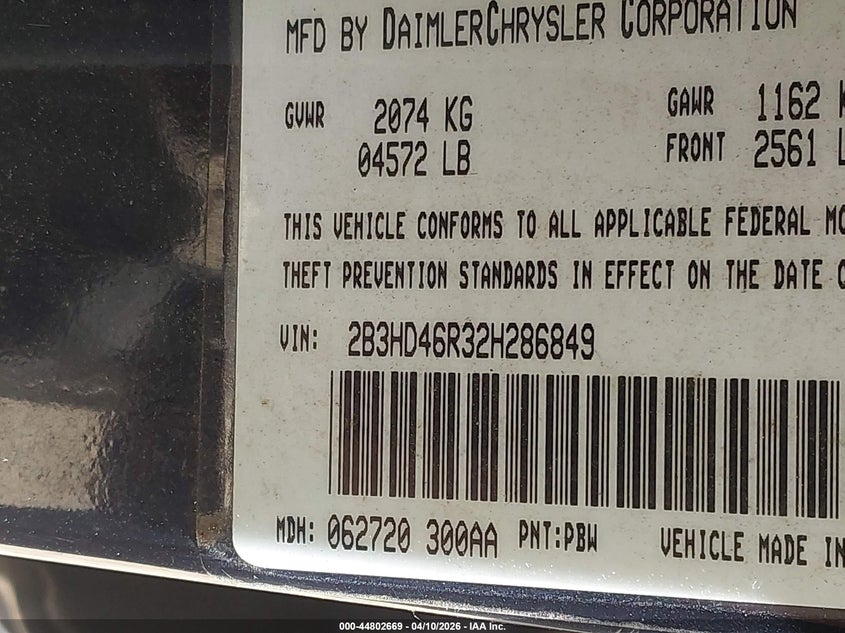 MFD BY DAIMLERCHRYSLER CORPORATION
GVWR 2074 KG GAWR 1162 K
04572 LB FRONT 2561 L
THIS VEHICLE CONFORMS TO ALL APPLICABLE FEDERAL MO
THEFT PREVENTION STANDARDS IN EFFECT ON THE DATE O
VIN: 2B3HD46R32H286849
MDH: 062720 300AA PNT:PBW VEHICLE MADE IN
000-44802669 - 04/10/2026 - IAA Inc.